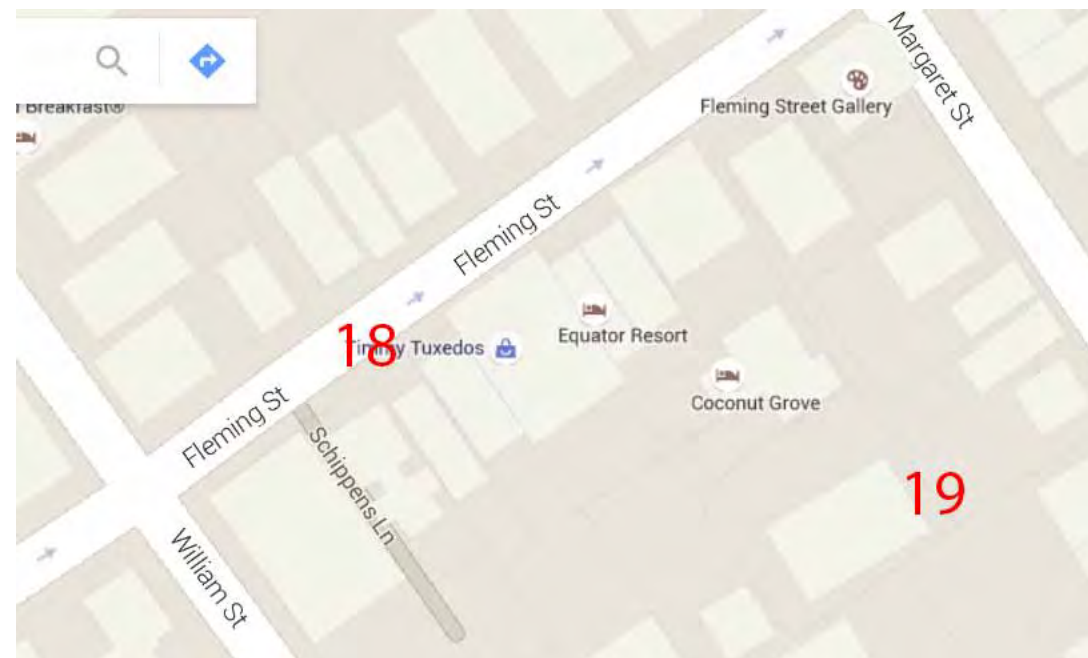 Breakfast®
Margaret St
Fleming Street Gallery
Fleming St
18
Timmy Tuxedos
Equator Resort
Coconut Grove
Fleming St
Schippens Ln
19
William St